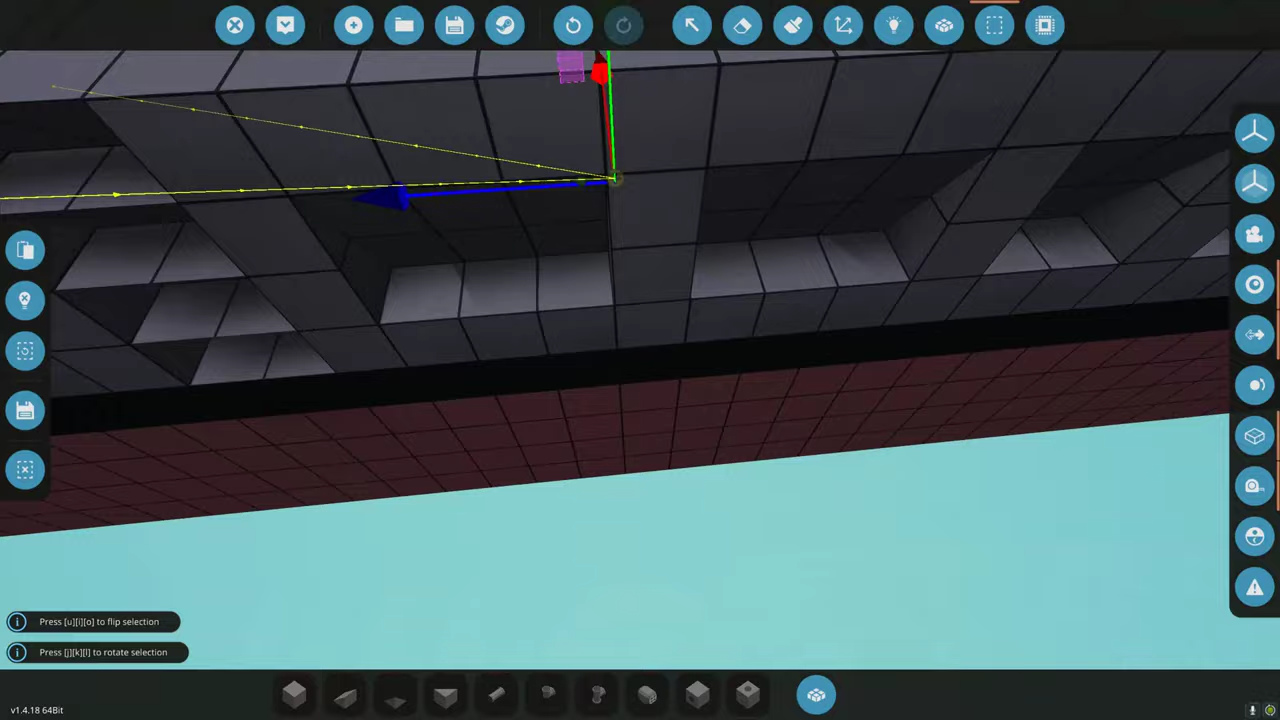 Press [u][i][o] to flip selection
Press [j][k][l] to rotate selection
v1.4.18 64Bit